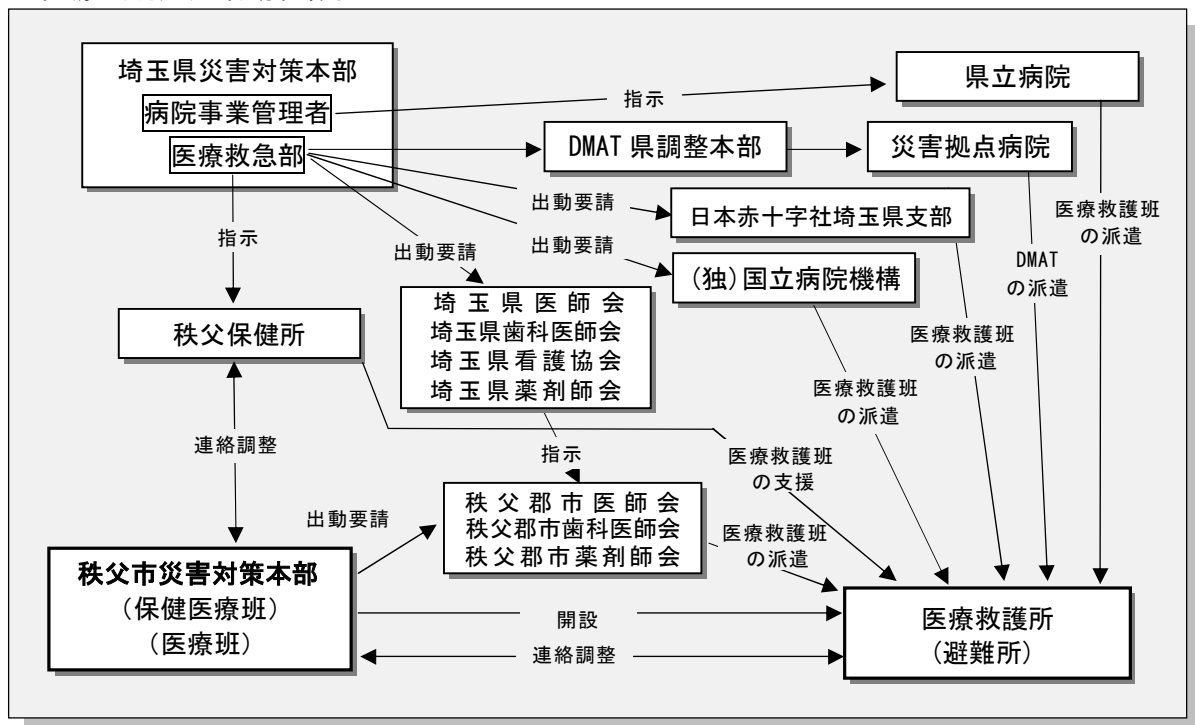 埼玉県災害対策本部
病院事業管理者
医療救急部
指示
県立病院
DMAT 県調整本部
災害拠点病院
出動要請
日本赤十字社埼玉県支部
医療救護班
の派遣
指示
出動要請
出動要請
(独)国立病院機構
DMAT
の派遣
埼玉県医師会
埼玉県歯科医師会
埼玉県看護協会
埼玉県薬剤師会
秩父保健所
医療救護班
の派遣
医療救護班
の派遣
連絡調整
指示
医療救護班
の支援
秩父郡市医師会
秩父郡市歯科医師会
秩父郡市薬剤師会
出動要請
医療救護班
の派遣
秩父市災害対策本部
(保健医療班)
(医療班)
開設
連絡調整
医療救護所
(避難所)